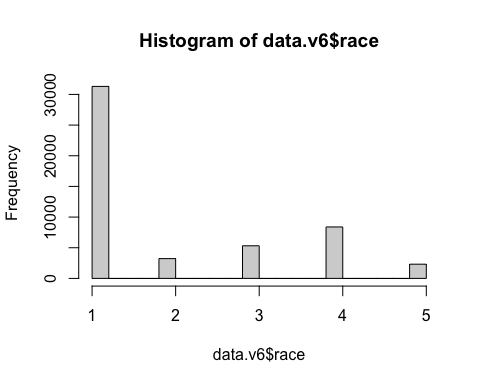 Histogram of data.v6$race
Frequency
30000
20000
10000
0
1 2 3 4 5
data.v6$race